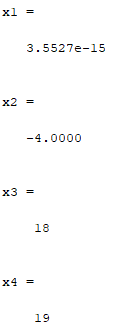 x1 =
3.5527e-15
x2 =
-4.0000
x3 =
18
x4 =
19